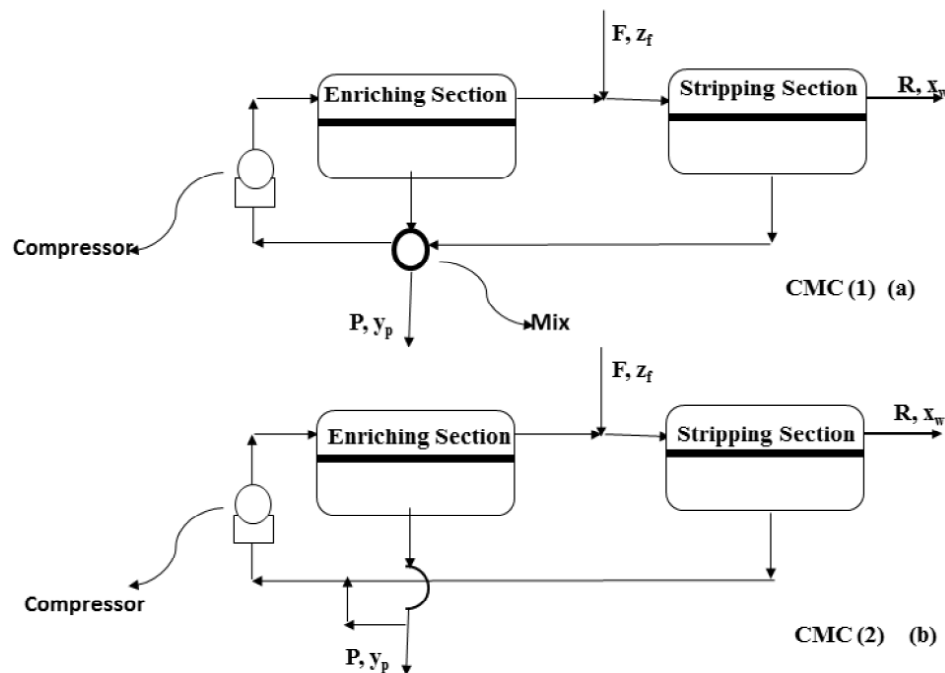 F, z_f
Enriching Section
Stripping Section
R, x_w
Compressor
CMC (1) (a)
P, y_p
Mix
F, z_f
Enriching Section
Stripping Section
R, x_w
Compressor
CMC (2) (b)
P, y_p